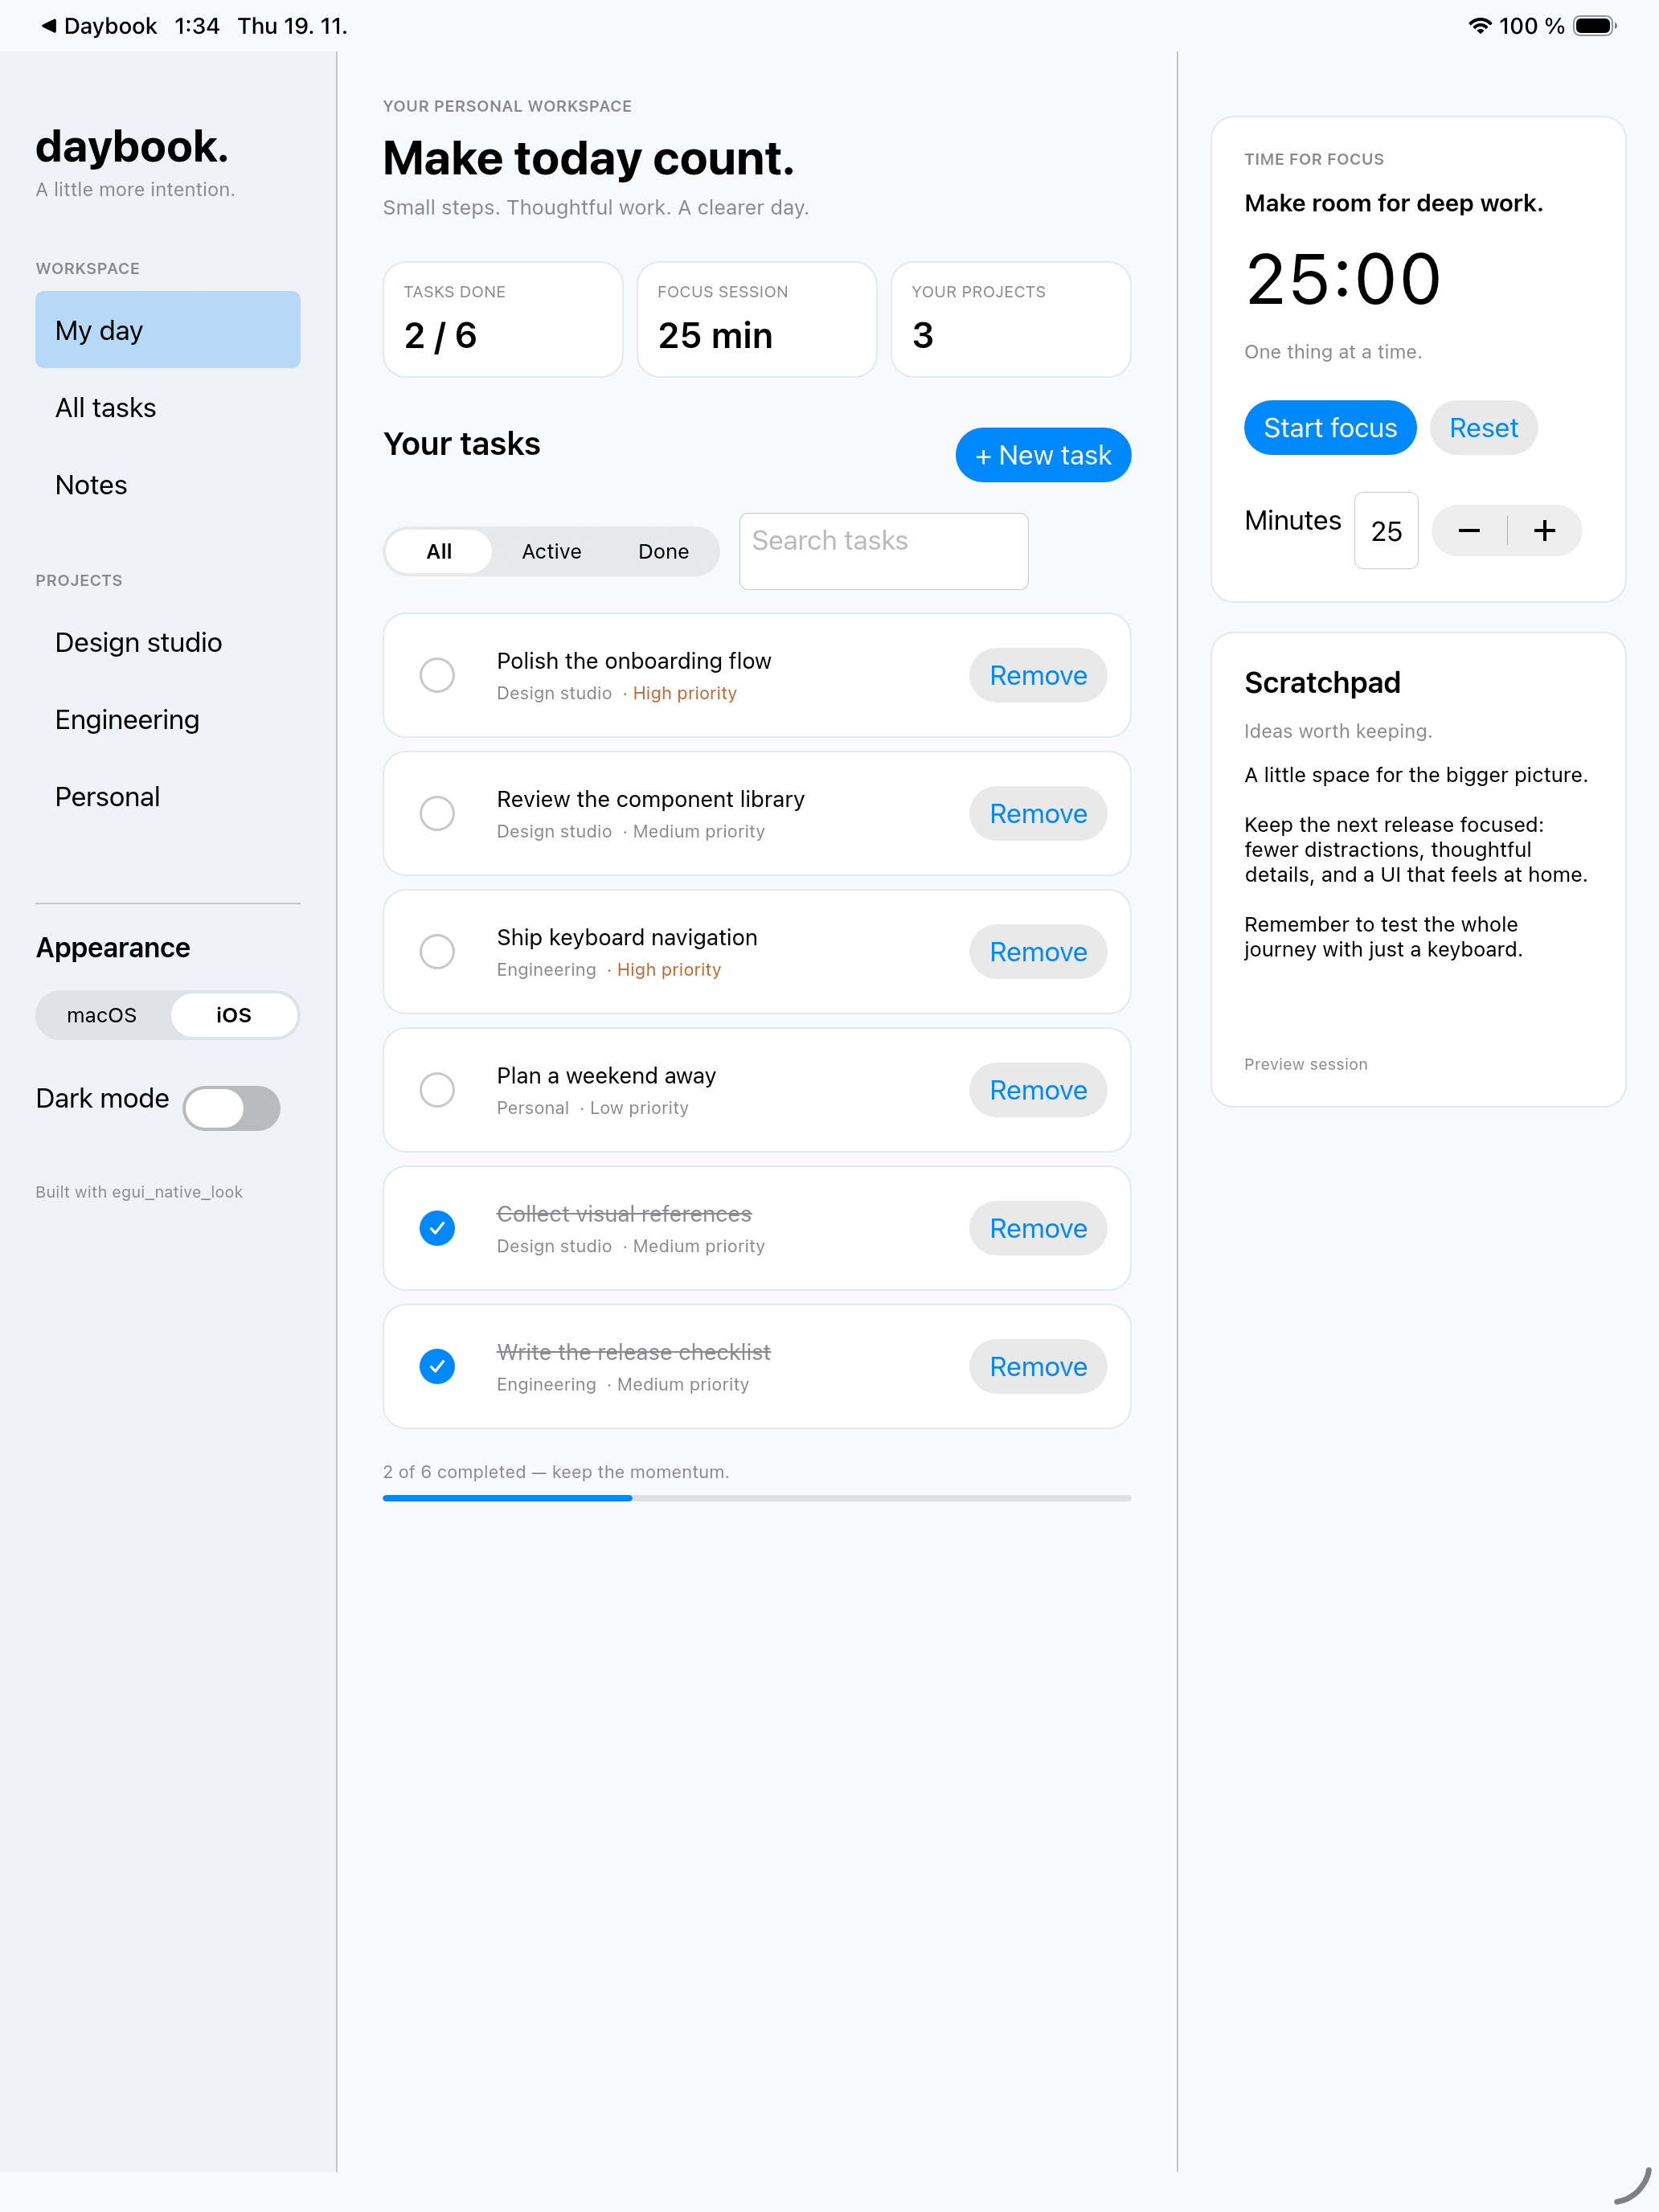 ◀ Daybook 1:34 Thu 19. 11.
100 %
daybook.
A little more intention.
WORKSPACE
My day
All tasks
Notes
PROJECTS
Design studio
Engineering
Personal
Appearance
macOS iOS
Dark mode
Built with egui_native_look
YOUR PERSONAL WORKSPACE
Make today count.
Small steps. Thoughtful work. A clearer day.
TASKS DONE
2 / 6
FOCUS SESSION
25 min
YOUR PROJECTS
3
Your tasks
+ New task
All Active Done
Search tasks
Polish the onboarding flow
Design studio · High priority
Remove
Review the component library
Design studio · Medium priority
Remove
Ship keyboard navigation
Engineering · High priority
Remove
Plan a weekend away
Personal · Low priority
Remove
Collect visual references
Design studio · Medium priority
Remove
Write the release checklist
Engineering · Medium priority
Remove
2 of 6 completed — keep the momentum.
TIME FOR FOCUS
Make room for deep work.
25:00
One thing at a time.
Start focus Reset
Minutes 25 − +
Scratchpad
Ideas worth keeping.
A little space for the bigger picture.
Keep the next release focused:
fewer distractions, thoughtful
details, and a UI that feels at home.
Remember to test the whole
journey with just a keyboard.
Preview session